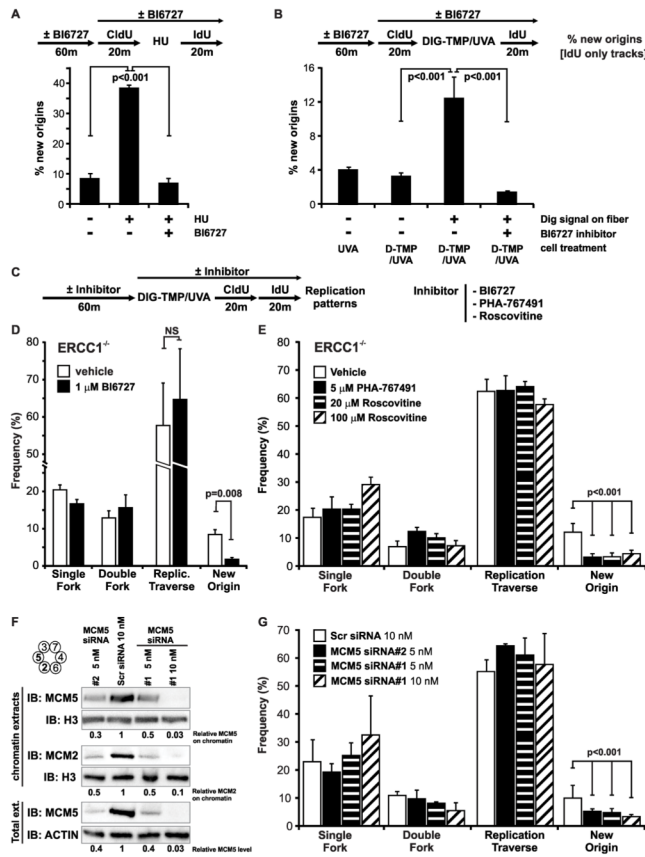 A
± BI6727
± BI6727
CldU
HU
IdU
60m
20m
20m
p<0.001
% new origins
40
30
20
10
0
- + + HU
- - + BI6727
B
± BI6727
± BI6727
CldU
DIG-TMP/UVA
IdU
60m
20m
20m
% new origins
[IdU only tracks]
p<0.001
p<0.001
% new origins
16
12
8
4
0
- - + + Dig signal on fiber
- - - + BI6727 inhibitor
UVA D-TMP D-TMP D-TMP cell treatment
/UVA /UVA /UVA
C
± Inhibitor
± Inhibitor
DIG-TMP/UVA
CldU
IdU
60m
20m
20m
Replication
patterns
Inhibitor
- BI6727
- PHA-767491
- Roscovitine
D
ERCC1-/-
vehicle
1 µM BI6727
NS
p=0.008
Frequency (%)
80
70
60
50
20
10
0
Single Double Replic. New
Fork Fork Traverse Origin
E
ERCC1-/-
Vehicle
5 µM PHA-767491
20 µM Roscovitine
100 µM Roscovitine
p<0.001
Frequency (%)
80
70
60
50
40
30
20
10
0
Single Double Replication New
Fork Fork Traverse Origin
F
3 7
5 4
2 6
MCM5 siRNA
#2 5 nM
Scr siRNA 10 nM
MCM5 siRNA
#1 5 nM
#1 10 nM
chromatin extracts
IB: MCM5
IB: H3
0.3 1 0.5 0.03 Relative MCM5
on chromatin
IB: MCM2
IB: H3
0.5 1 0.5 0.1 Relative MCM2
on chromatin
Total ext.
IB: MCM5
IB: ACTIN
0.4 1 0.4 0.03 Relative MCM5 level
G
Scr siRNA 10 nM
MCM5 siRNA#2 5 nM
MCM5 siRNA#1 5 nM
MCM5 siRNA#1 10 nM
p<0.001
Frequency (%)
70
60
50
40
30
20
10
0
Single Double Replication New
Fork Fork Traverse Origin